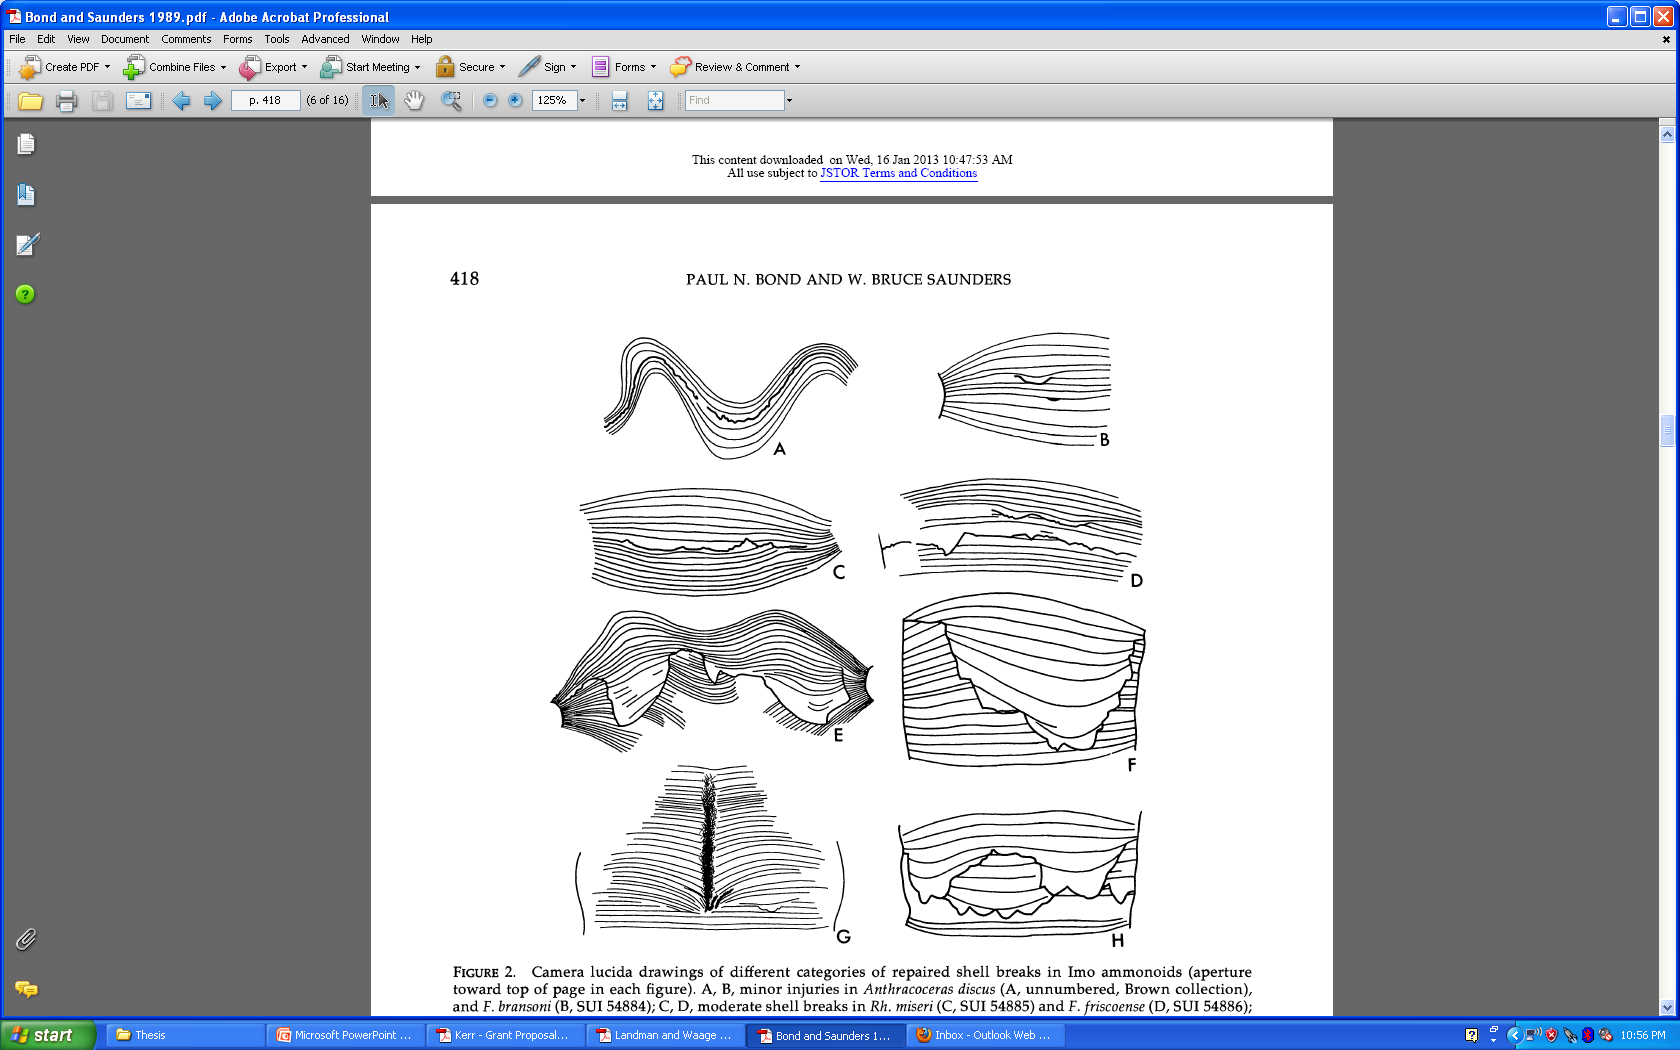 Bond and Saunders 1989.pdf - Adobe Acrobat Professional
File Edit View Document Comments Forms Tools Advanced Window Help
Create PDF Combine Files Export Start Meeting Secure Sign Forms Review & Comment
p. 418 (6 of 16) 125% Find
This content downloaded on Wed, 16 Jan 2013 10:47:53 AM
All use subject to JSTOR Terms and Conditions
418 PAUL N. BOND AND W. BRUCE SAUNDERS
A
B
C
D
E
F
G
H
FIGURE 2. Camera lucida drawings of different categories of repaired shell breaks in Imo ammonoids (aperture
toward top of page in each figure). A, B, minor injuries in Anthracoceras discus (A, unnumbered, Brown collection),
and F. bransoni (B, SUI 54884); C, D, moderate shell breaks in Rh. miseri (C, SUI 54885) and F. friscoense (D, SUI 54886);
start Thesis Microsoft PowerPoint ... Kerr - Grant Proposal... Landman and Waage ... Bond and Saunders 1... Inbox - Outlook Web ... 10:56 PM